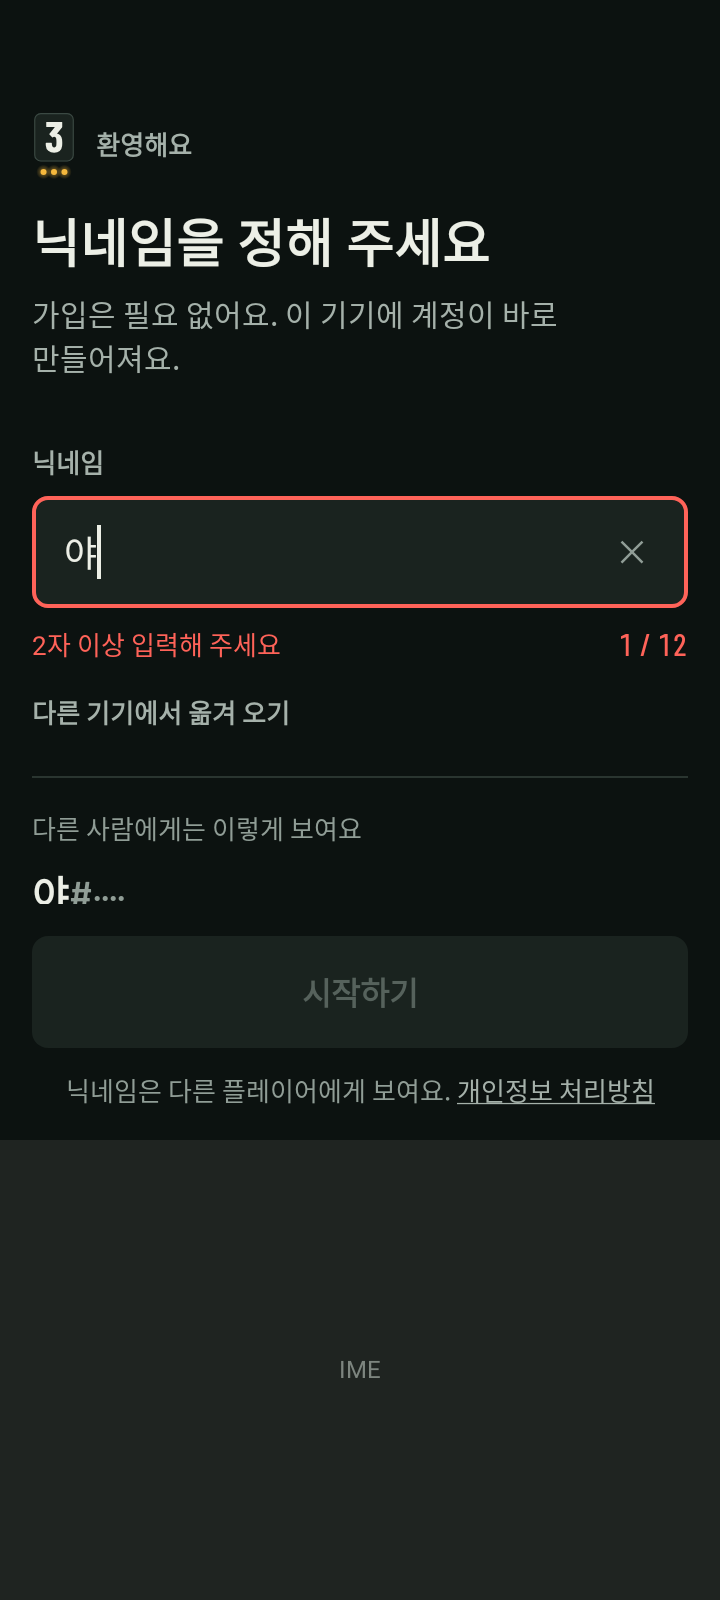 3
환영해요
닉네임을 정해 주세요
가입은 필요 없어요. 이 기기에 계정이 바로
만들어져요.
닉네임
야
2자 이상 입력해 주세요
1 / 12
다른 기기에서 옮겨 오기
다른 사람에게는 이렇게 보여요
야#····
시작하기
닉네임은 다른 플레이어에게 보여요. 개인정보 처리방침
IME